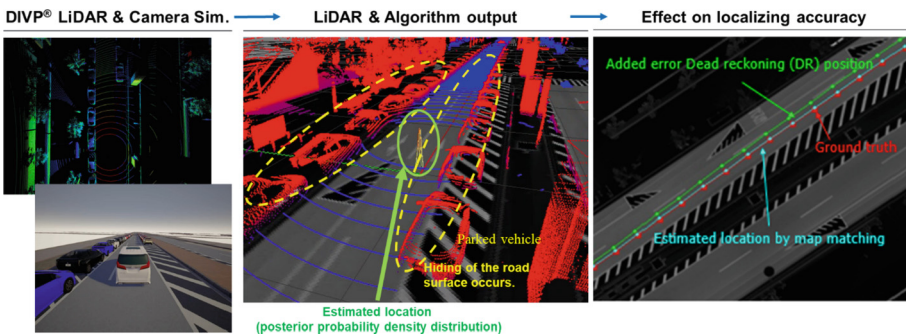 DIVP® LiDAR & Camera Sim.
LiDAR & Algorithm output
Effect on localizing accuracy
Parked vehicle
Hiding of the road
surface occurs.
Estimated location
(posterior probability density distribution)
Added error Dead reckoning (DR) position
Ground truth
Estimated location by map matching